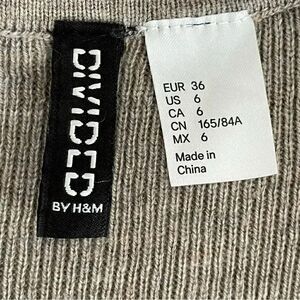 DIVIDED
BY H&M
EUR 36
US 6
CA 6
CN 165/84A
MX 6
Made in
China